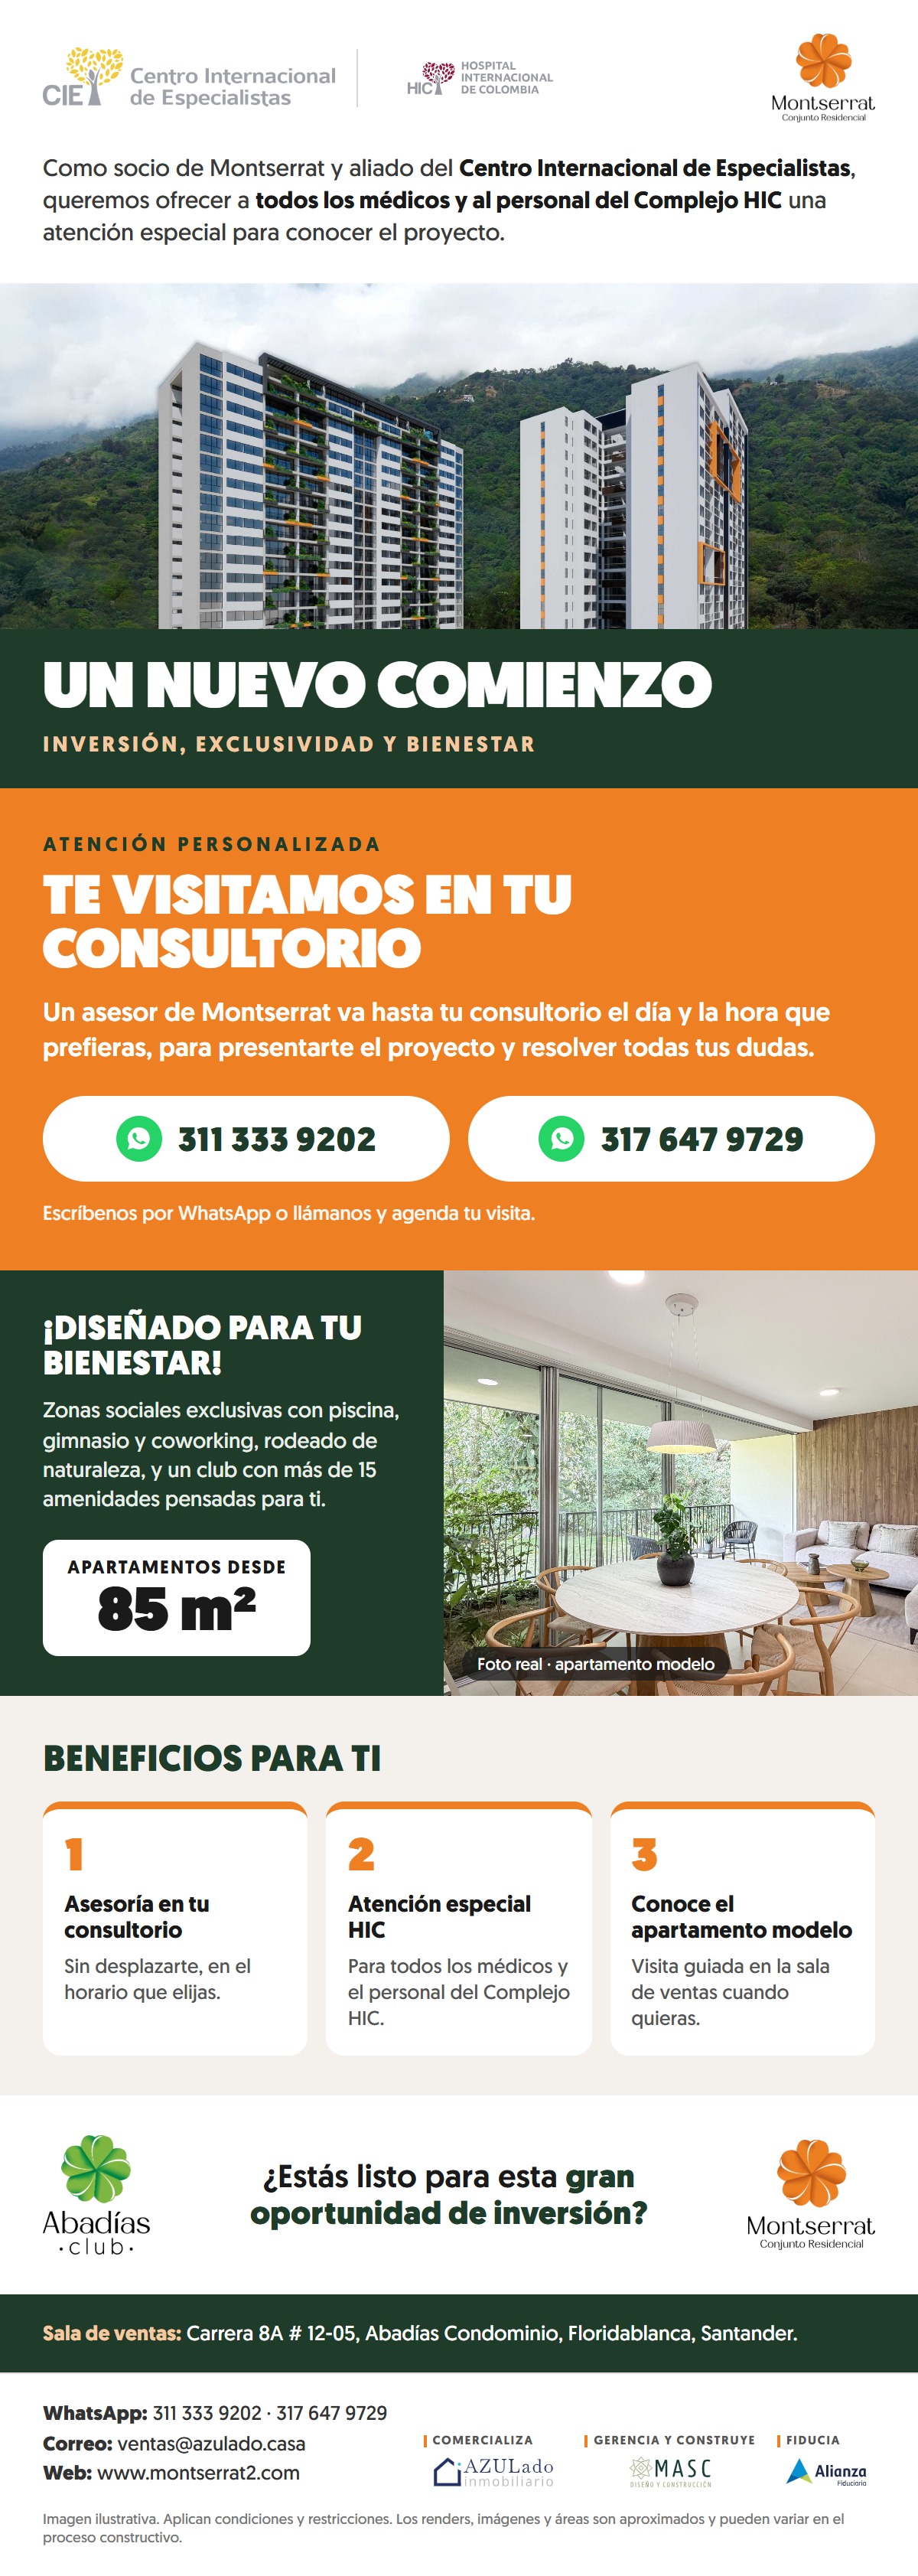 CIE Centro Internacional
de Especialistas
HIC HOSPITAL
INTERNACIONAL
DE COLOMBIA
Montserrat
Conjunto Residencial
Como socio de Montserrat y aliado del Centro Internacional de Especialistas,
queremos ofrecer a todos los médicos y al personal del Complejo HIC una
atención especial para conocer el proyecto.
UN NUEVO COMIENZO
INVERSIÓN, EXCLUSIVIDAD Y BIENESTAR
ATENCIÓN PERSONALIZADA
TE VISITAMOS EN TU
CONSULTORIO
Un asesor de Montserrat va hasta tu consultorio el día y la hora que
prefieras, para presentarte el proyecto y resolver todas tus dudas.
311 333 9202
317 647 9729
Escríbenos por WhatsApp o llámanos y agenda tu visita.
¡DISEÑADO PARA TU
BIENESTAR!
Zonas sociales exclusivas con piscina,
gimnasio y coworking, rodeado de
naturaleza, y un club con más de 15
amenidades pensadas para ti.
APARTAMENTOS DESDE
85 m²
Foto real · apartamento modelo
BENEFICIOS PARA TI
1
Asesoría en tu
consultorio
Sin desplazarte, en el
horario que elijas.
2
Atención especial
HIC
Para todos los médicos y
el personal del Complejo
HIC.
3
Conoce el
apartamento modelo
Visita guiada en la sala
de ventas cuando
quieras.
Abadías
·club·
¿Estás listo para esta gran
oportunidad de inversión?
Montserrat
Conjunto Residencial
Sala de ventas: Carrera 8A # 12-05, Abadías Condominio, Floridablanca, Santander.
WhatsApp: 311 333 9202 · 317 647 9729
Correo: ventas@azulado.casa
Web: www.montserrat2.com
COMERCIALIZA
AZULado
inmobiliario
GERENCIA Y CONSTRUYE
MASC
DISEÑO Y CONSTRUCCIÓN
FIDUCIA
Alianza
Fiduciaria
Imagen ilustrativa. Aplican condiciones y restricciones. Los renders, imágenes y áreas son aproximados y pueden variar en el
proceso constructivo.